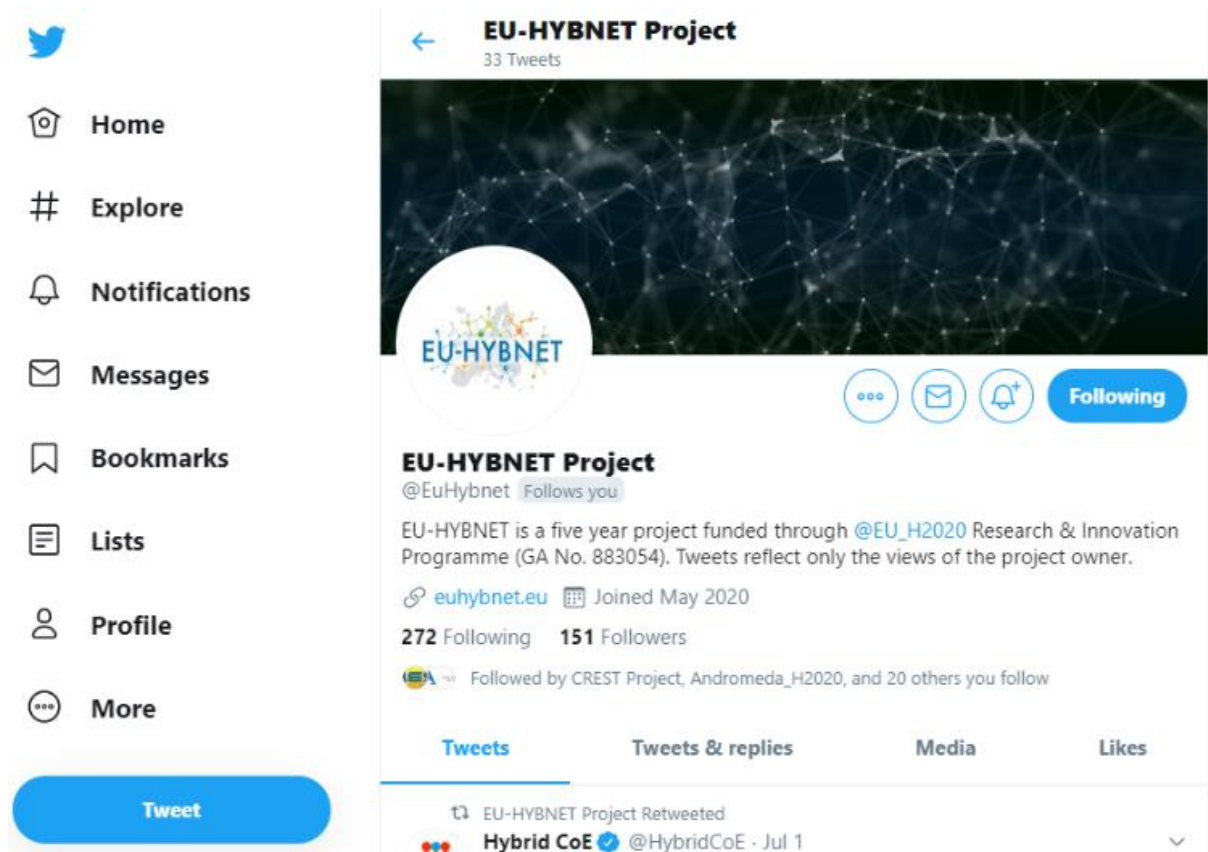 Home
Explore
Notifications
Messages
Bookmarks
Lists
Profile
More
Tweet
EU-HYBNET Project
33 Tweets
EU-HYBNET
Following
EU-HYBNET Project
@EuHybnet Follows you
EU-HYBNET is a five year project funded through @EU_H2020 Research & Innovation
Programme (GA No. 883054). Tweets reflect only the views of the project owner.
euhybnet.eu Joined May 2020
272 Following 151 Followers
Followed by CREST Project, Andromeda_H2020, and 20 others you follow
Tweets Tweets & replies Media Likes
EU-HYBNET Project Retweeted
Hybrid CoE @HybridCoE · Jul 1